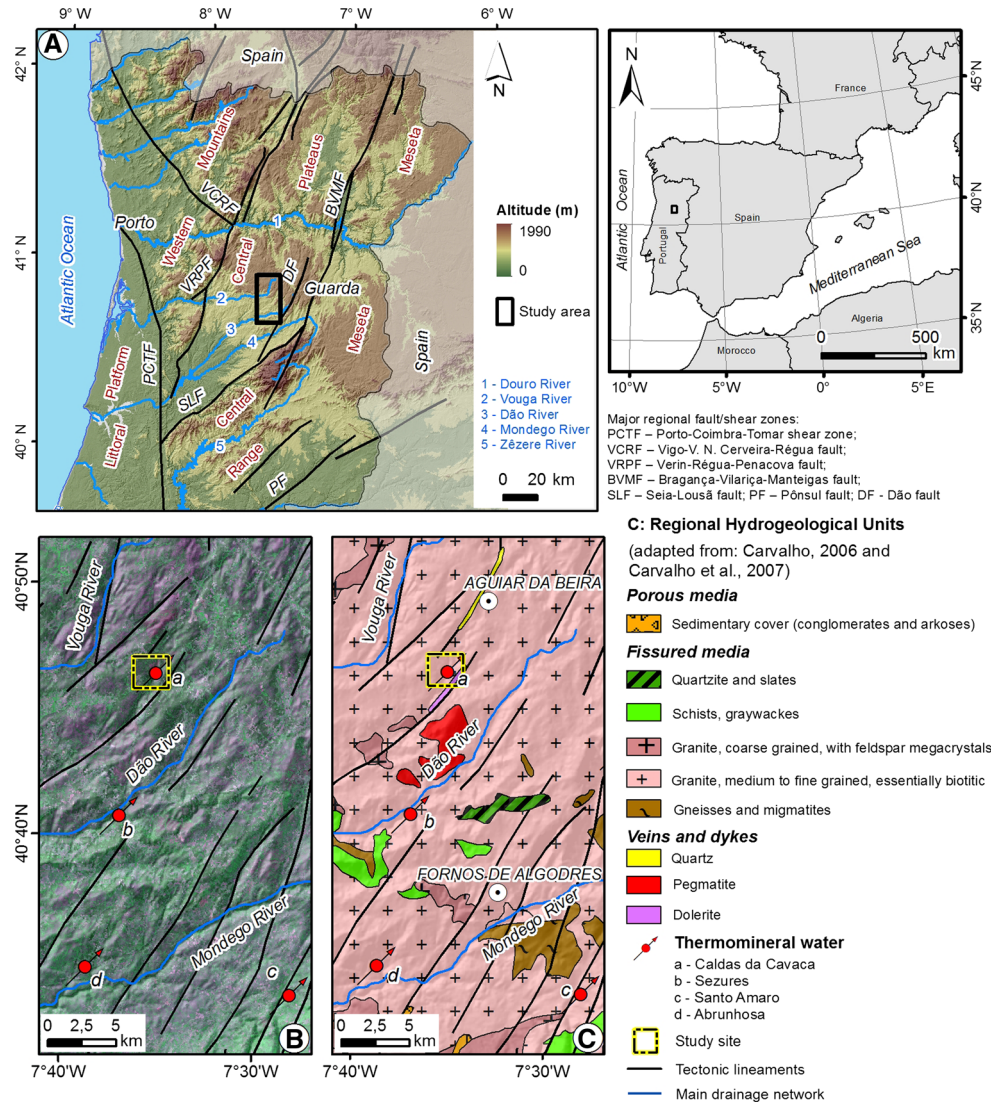 9° W
8° W
7° W
6° W
A
Spain
42° N
N
Mountains
Plateaus
Meseta
VCRF
BVMF
Porto
1
Western
Central
41° N
Atlantic Ocean
VRPF
DF
2
Guarda
3
4
Meseta
Spain
PCTF
Platform
SLF
Central
Littoral
5
Range
40° N
PF
Altitude (m)
1990
0
Study area
1 - Douro River
2 - Vouga River
3 - Dão River
4 - Mondego River
5 - Zêzere River
0 20 km
N
France
45°N
Atlantic Ocean
40°N
Spain
Portugal
Mediterranean Sea
35°N
Algeria
Morocco
0 500
km
10°W
5°W
0°
5°E
Major regional fault/shear zones:
PCTF – Porto-Coimbra-Tomar shear zone;
VCRF – Vigo-V. N. Cerveira-Régua fault;
VRPF – Verin-Régua-Penacova fault;
BVMF – Bragança-Vilariça-Manteigas fault;
SLF – Seia-Lousã fault; PF – Pônsul fault; DF - Dão fault
40°50'N
Vouga River
a
Dão River
b
40°40'N
Mondego River
d
c
0 2,5 5
km
B
7°40'W
7°30'W
Vouga River
AGUIAR DA BEIRA
a
Dão River
b
FORNOS DE ALGODRES
Mondego River
d
c
0 2,5 5
km
C
7°40'W
7°30'W
C: Regional Hydrogeological Units
(adapted from: Carvalho, 2006 and
Carvalho et al., 2007)
Porous media
Sedimentary cover (conglomerates and arkoses)
Fissured media
Quartzite and slates
Schists, graywackes
Granite, coarse grained, with feldspar megacrystals
Granite, medium to fine grained, essentially biotitic
Gneisses and migmatites
Veins and dykes
Quartz
Pegmatite
Dolerite
Thermomineral water
a - Caldas da Cavaca
b - Sezures
c - Santo Amaro
d - Abrunhosa
Study site
Tectonic lineaments
Main drainage network